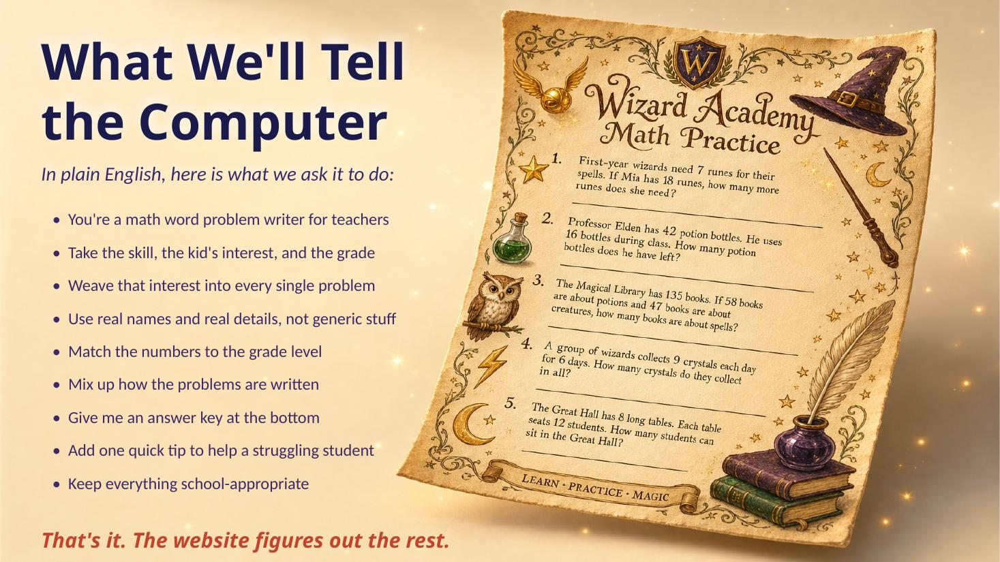 What We'll Tell
the Computer
In plain English, here is what we ask it to do:
• You're a math word problem writer for teachers
• Take the skill, the kid's interest, and the grade
• Weave that interest into every single problem
• Use real names and real details, not generic stuff
• Match the numbers to the grade level
• Mix up how the problems are written
• Give me an answer key at the bottom
• Add one quick tip to help a struggling student
• Keep everything school-appropriate
That's it. The website figures out the rest.
W
Wizard Academy
Math Practice
1. First-year wizards need 7 runes for their
spells. If Mia has 18 runes, how many more
runes does she need?
2. Professor Elden has 42 potion bottles. He uses
16 bottles during class. How many potion
bottles does he have left?
3. The Magical Library has 135 books. If 58 books
are about potions and 47 books are about
creatures, how many books are about spells?
4. A group of wizards collects 9 crystals each day
for 6 days. How many crystals do they collect
in all?
5. The Great Hall has 8 long tables. Each table
seats 12 students. How many students can
sit in the Great Hall?
LEARN • PRACTICE • MAGIC